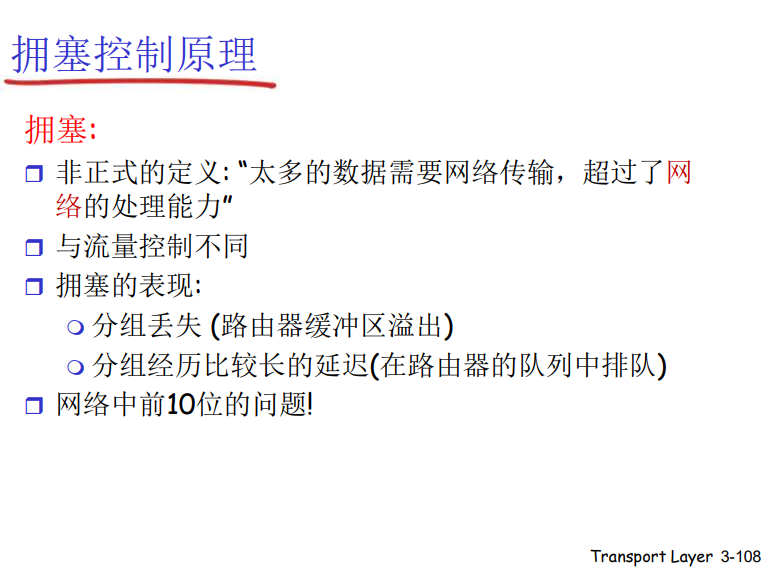 拥塞控制原理
拥塞:
非正式的定义: “太多的数据需要网络传输，超过了网
络的处理能力”
与流量控制不同
拥塞的表现:
分组丢失 (路由器缓冲区溢出)
分组经历比较长的延迟(在路由器的队列中排队)
网络中前10位的问题!
Transport Layer 3-108